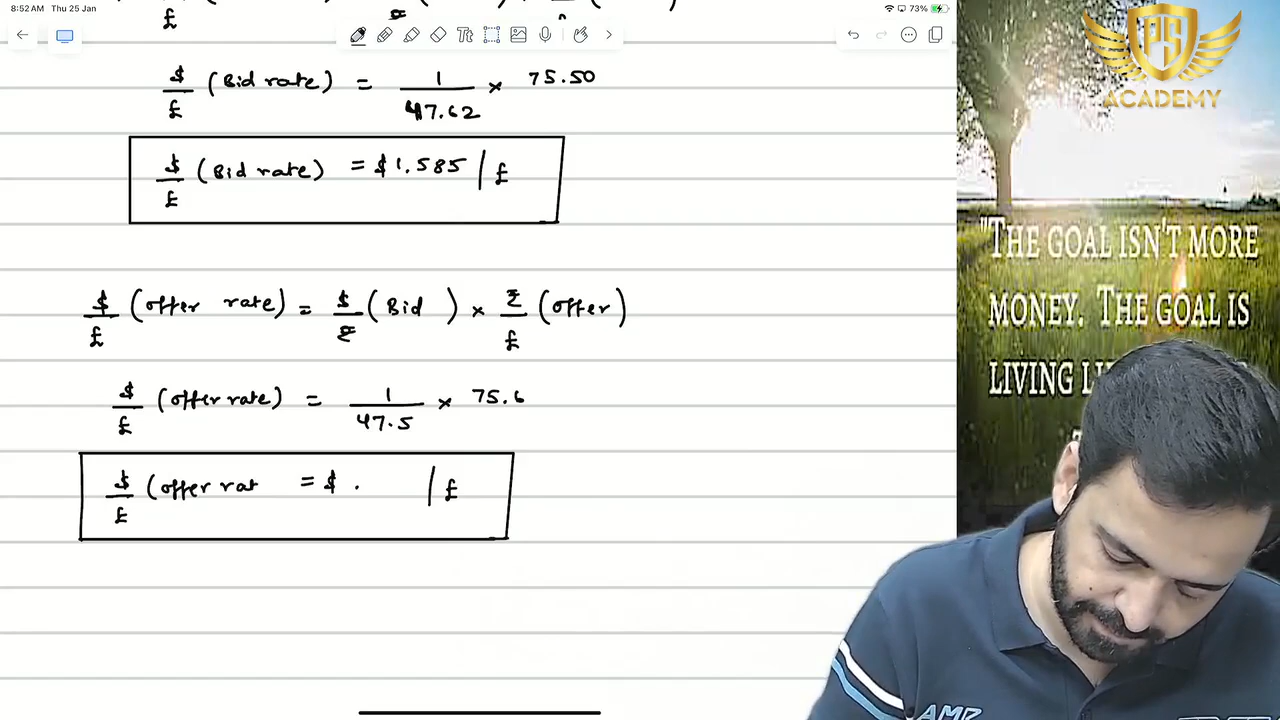 8:52 AM Thu 25 Jan
73%
£
Tt
$/£ (Bid rate) = 1/47.62 × 75.50
$/£ (Bid rate) = $1.585 / £
$/£ (offer rate) = $/₹ (Bid ) × ₹/£ (offer)
$/£ (offer rate) = 1/47.5 × 75.6
$/£ (offer rat = $ . / £
PS
ACADEMY
"THE GOAL ISN'T MORE
MONEY. THE GOAL IS
LIVING
AMP